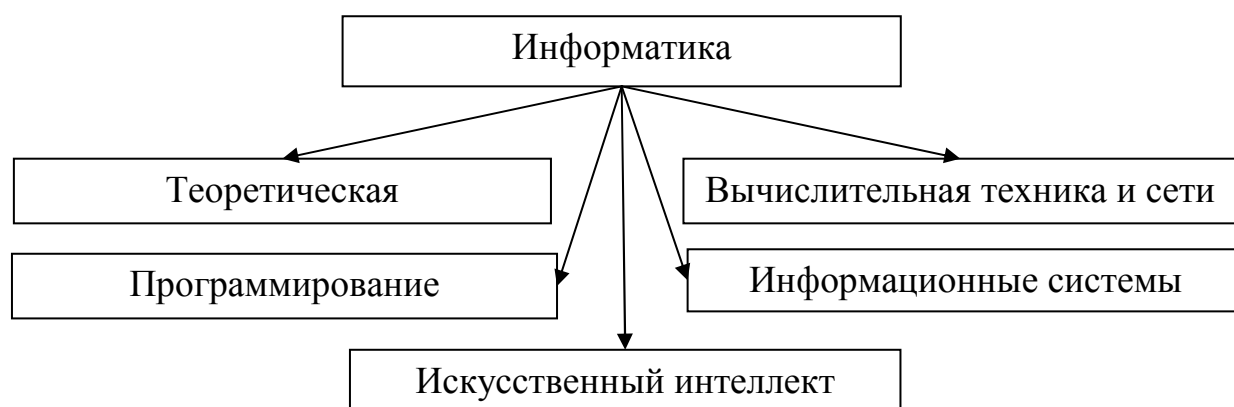 Информатика
Теоретическая
Вычислительная техника и сети
Программирование
Информационные системы
Искусственный интеллект